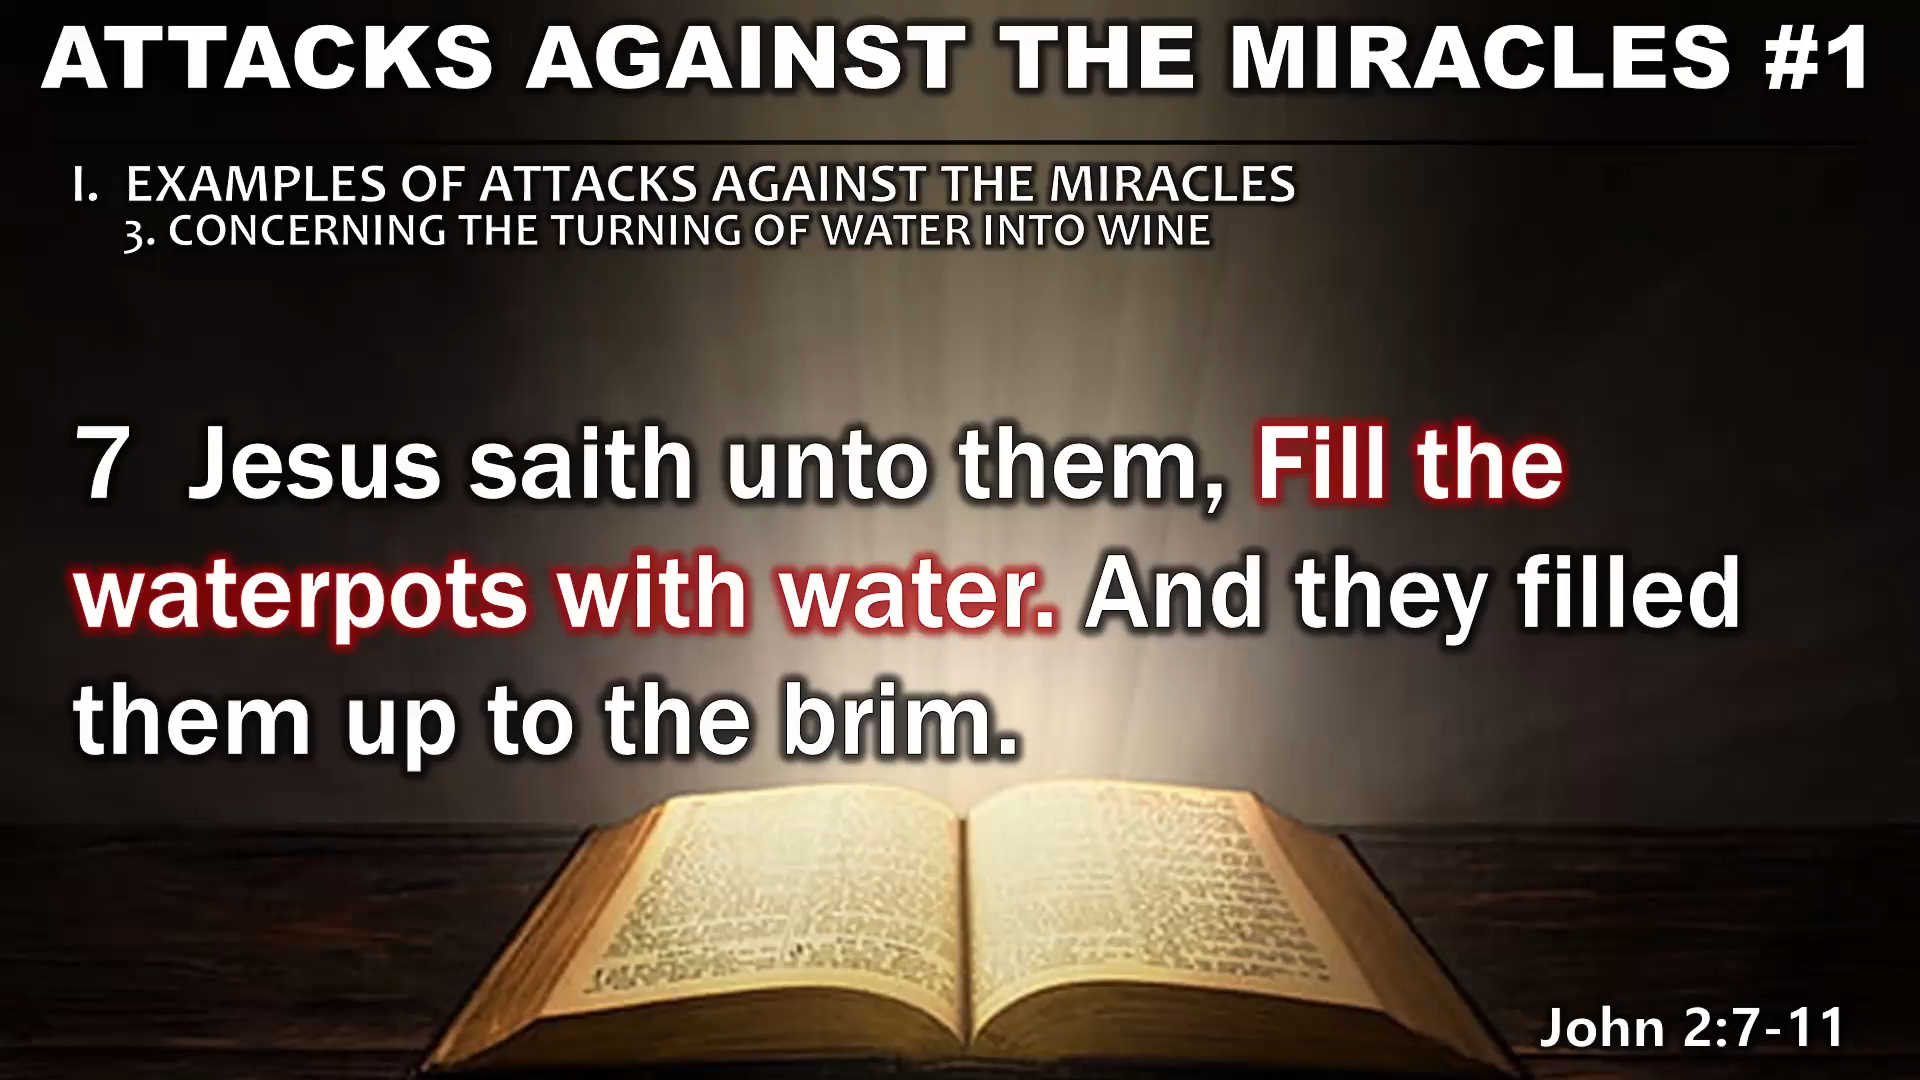 ATTACKS AGAINST THE MIRACLES #1
I. EXAMPLES OF ATTACKS AGAINST THE MIRACLES
3. CONCERNING THE TURNING OF WATER INTO WINE
7 Jesus saith unto them, Fill the
waterpots with water. And they filled
them up to the brim.
John 2:7-11